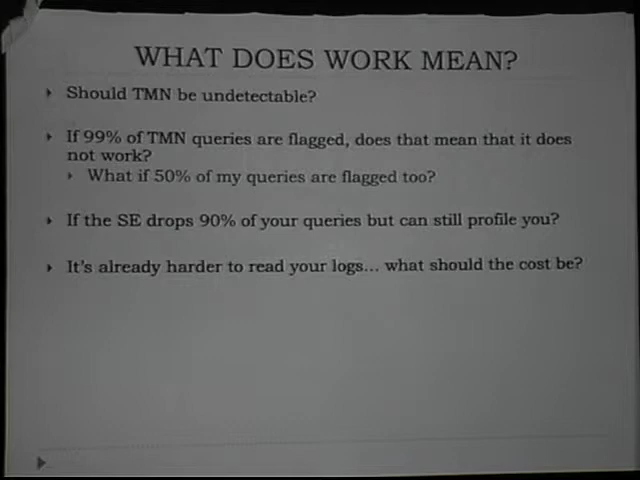 WHAT DOES WORK MEAN?
Should TMN be undetectable?
If 99% of TMN queries are flagged, does that mean that it does
not work?
What if 50% of my queries are flagged too?
If the SE drops 90% of your queries but can still profile you?
It's already harder to read your logs... what should the cost be?